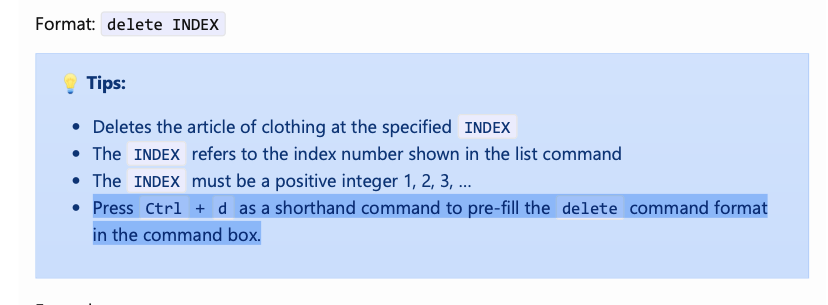 Format: delete INDEX
💡 Tips:
• Deletes the article of clothing at the specified INDEX
• The INDEX refers to the index number shown in the list command
• The INDEX must be a positive integer 1, 2, 3, …
• Press Ctrl + d as a shorthand command to pre-fill the delete command format
in the command box.